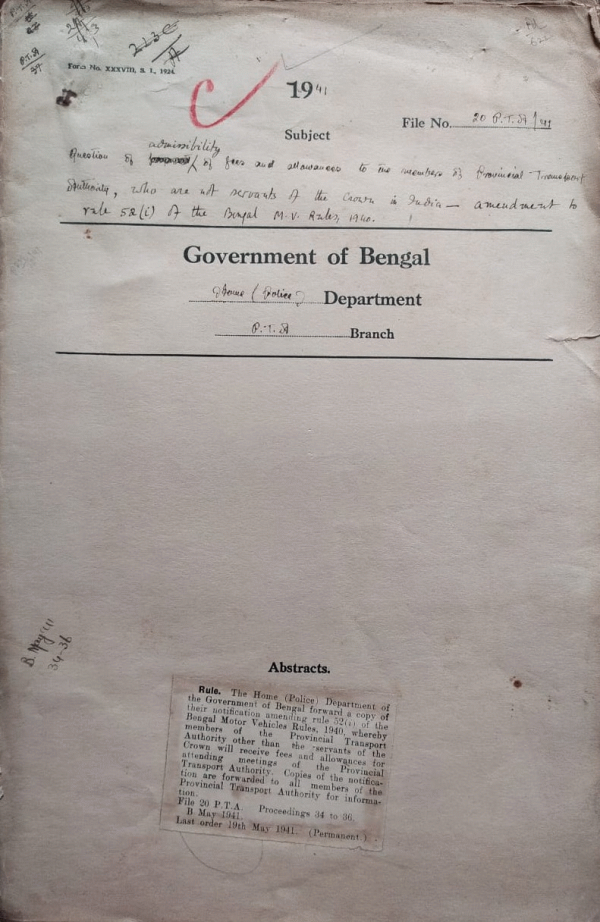 P.T.A
P.T.A
37
213C
Form No. XXXVIII, S. I., 1924.
1941
File No. 20 P.T.A/41
Subject
admissibility
Question of of fees and allowances to the members of Provincial Transport
Authority, who are not servants of the Crown in India — amendment to
rule 52(i) of the Bengal M.V. Rules, 1940.
Government of Bengal
Home (Police) Department
P.T.A Branch
B May/41
34-36
Abstracts.
Rule. The Home (Police) Department of
the Government of Bengal forward a copy of
their notification amending rule 52(i) of the
Bengal Motor Vehicles Rules, 1940, whereby
members of the Provincial Transport
Authority other than the servants of the
Crown will receive fees and allowances for
attending meetings of the Provincial
Transport Authority. Copies of the notifica-
tion are forwarded to all members of the
Provincial Transport Authority for informa-
tion.
File 20 P.T.A. Proceedings 34 to 36.
B May 1941.
Last order 19th May 1941. (Permanent.)